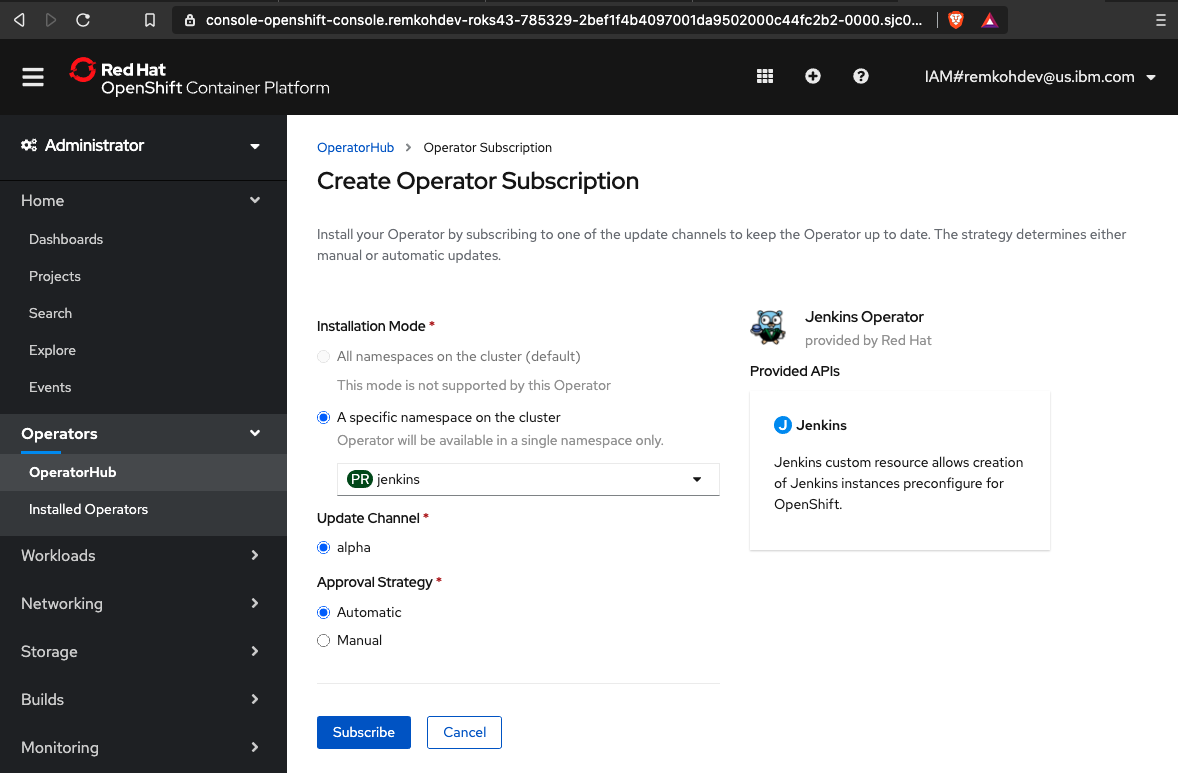 console-openshift-console.remkohdev-roks43-785329-2bef1f4b4097001da9502000c44fc2b2-0000.sjc0...
Red Hat
OpenShift Container Platform
IAM#remkohdev@us.ibm.com
Administrator
Home
Dashboards
Projects
Search
Explore
Events
Operators
OperatorHub
Installed Operators
Workloads
Networking
Storage
Builds
Monitoring
OperatorHub > Operator Subscription
Create Operator Subscription
Install your Operator by subscribing to one of the update channels to keep the Operator up to date. The strategy determines either
manual or automatic updates.
Installation Mode *
All namespaces on the cluster (default)
This mode is not supported by this Operator
A specific namespace on the cluster
Operator will be available in a single namespace only.
PR jenkins
Update Channel *
alpha
Approval Strategy *
Automatic
Manual
Subscribe
Cancel
Jenkins Operator
provided by Red Hat
Provided APIs
J Jenkins
Jenkins custom resource allows creation
of Jenkins instances preconfigure for
OpenShift.